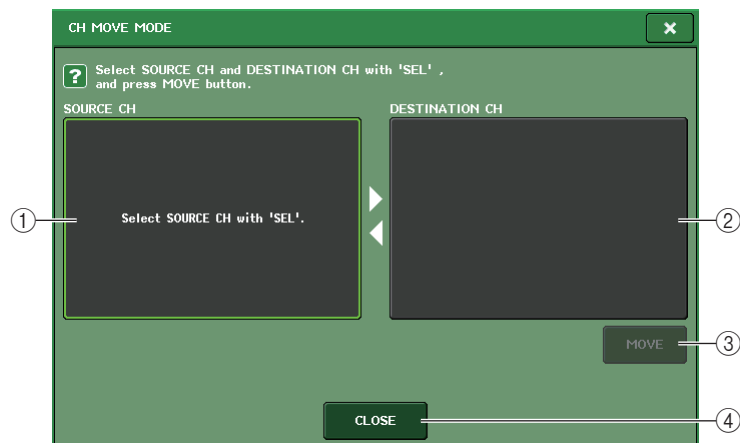 CH MOVE MODE
×
? Select SOURCE CH and DESTINATION CH with 'SEL' ,
and press MOVE button.
SOURCE CH
DESTINATION CH
① Select SOURCE CH with 'SEL'.
②
MOVE ③
CLOSE ④